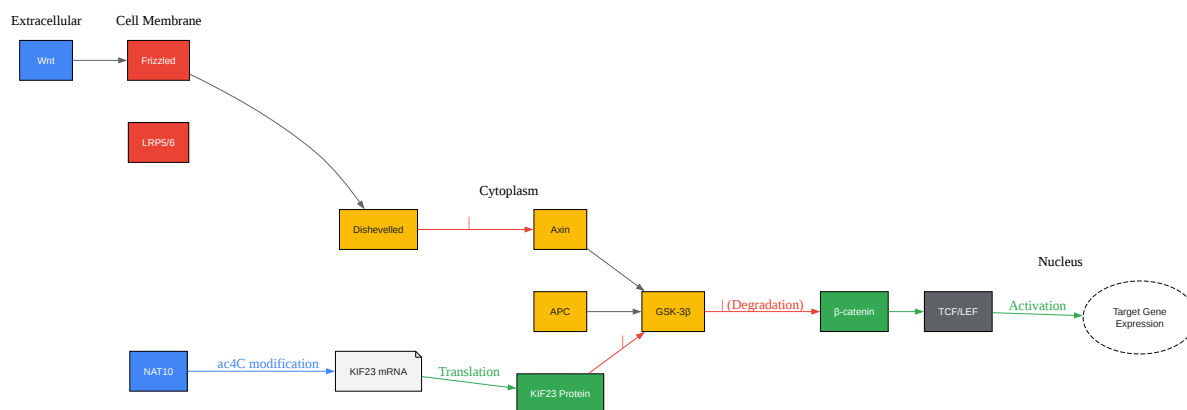 Extracellular
Cell Membrane
Wnt
Frizzled
LRP5/6
Cytoplasm
Dishevelled
|
Axin
Nucleus
APC
GSK-3β
| (Degradation)
β-catenin
TCF/LEF
Activation
Target Gene
Expression
|
NAT10
ac4C modification
KIF23 mRNA
Translation
KIF23 Protein